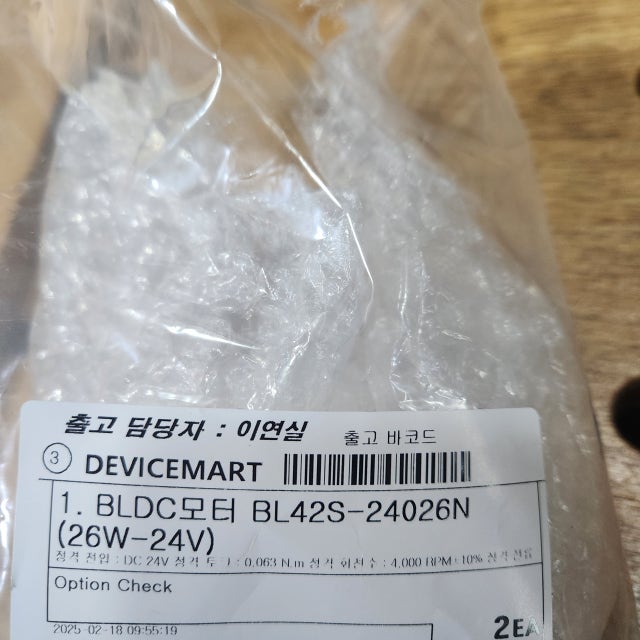 출고 담당자 : 이연실
출고 바코드
③ DEVICEMART
1. BLDC모터 BL42S-24026N
(26W-24V)
정격 전압 : DC 24V 정격 토크 : 0.063 N.m 정격 회전수 : 4,000 RPM±10% 정격 전류
Option Check
2025-02-18 09:55:19
2EA